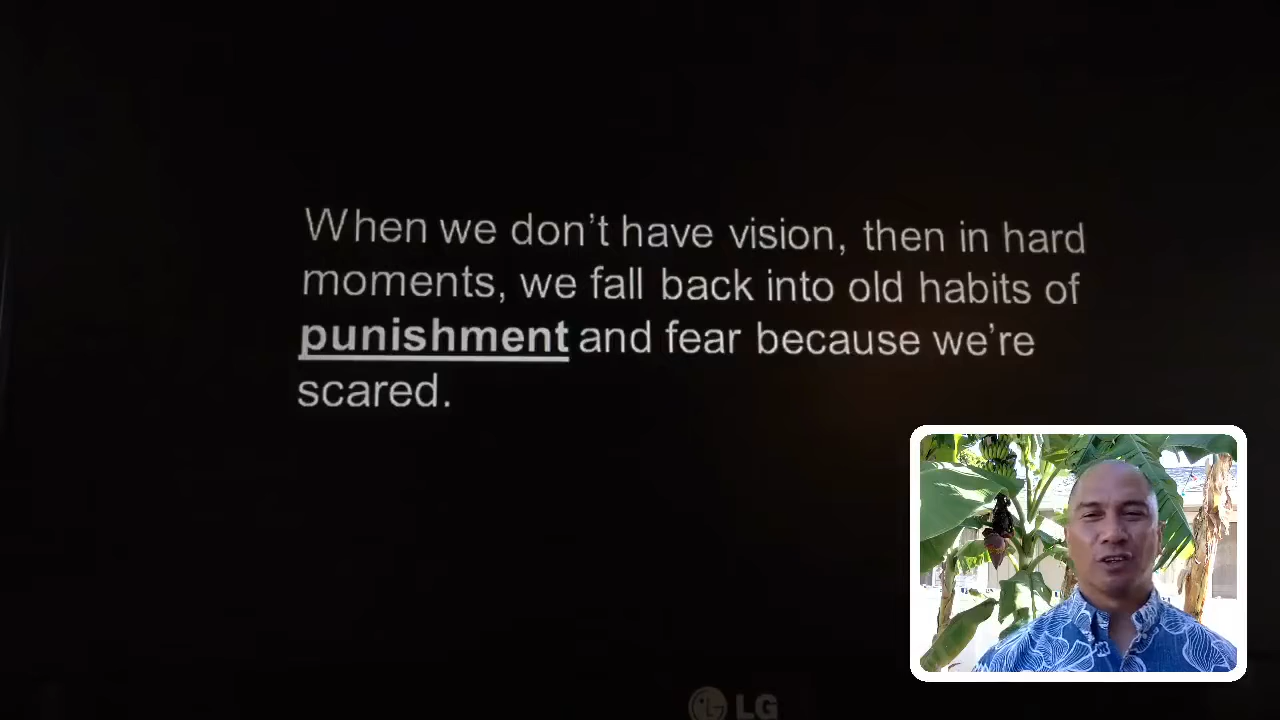 When we don’t have vision, then in hard
moments, we fall back into old habits of
punishment and fear because we’re
scared.
LG